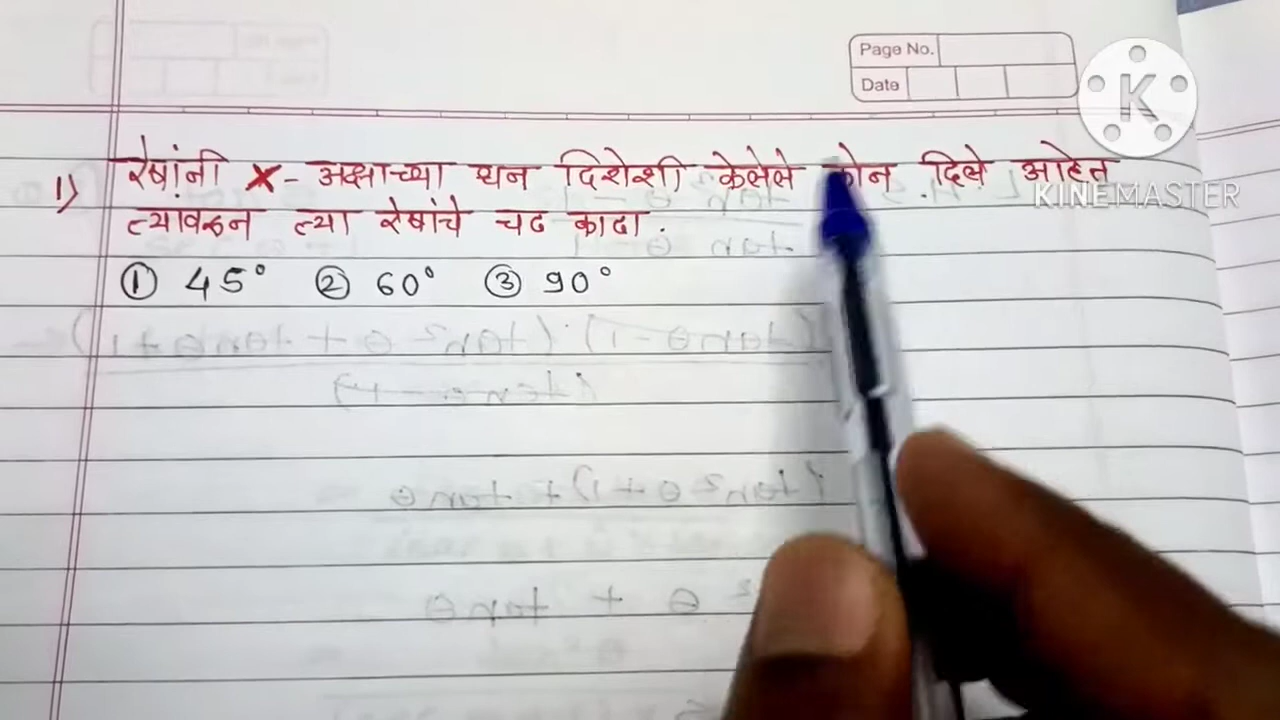 Page No.
Date
K
KINEMASTER
1) रेषांनी X - अक्षाच्या धन दिशेशी केलेले कोन दिले आहेत
त्यावरून त्या रेषांचे चढ काढा.
① 45° ② 60° ③ 90°